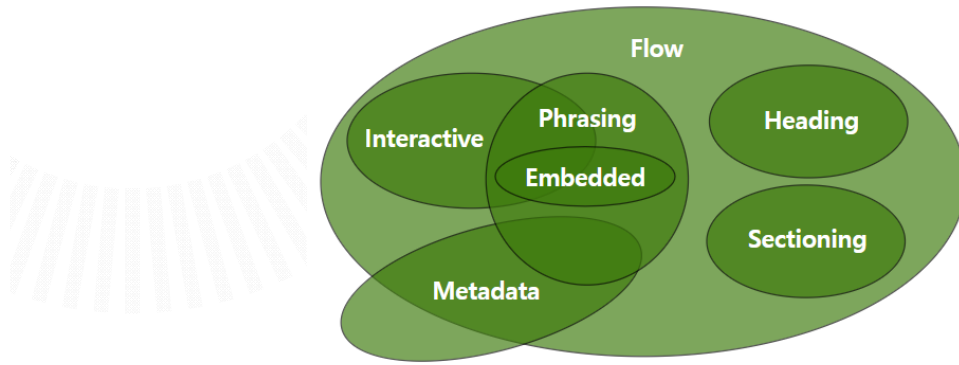 Flow
Phrasing
Heading
Interactive
Embedded
Sectioning
Metadata